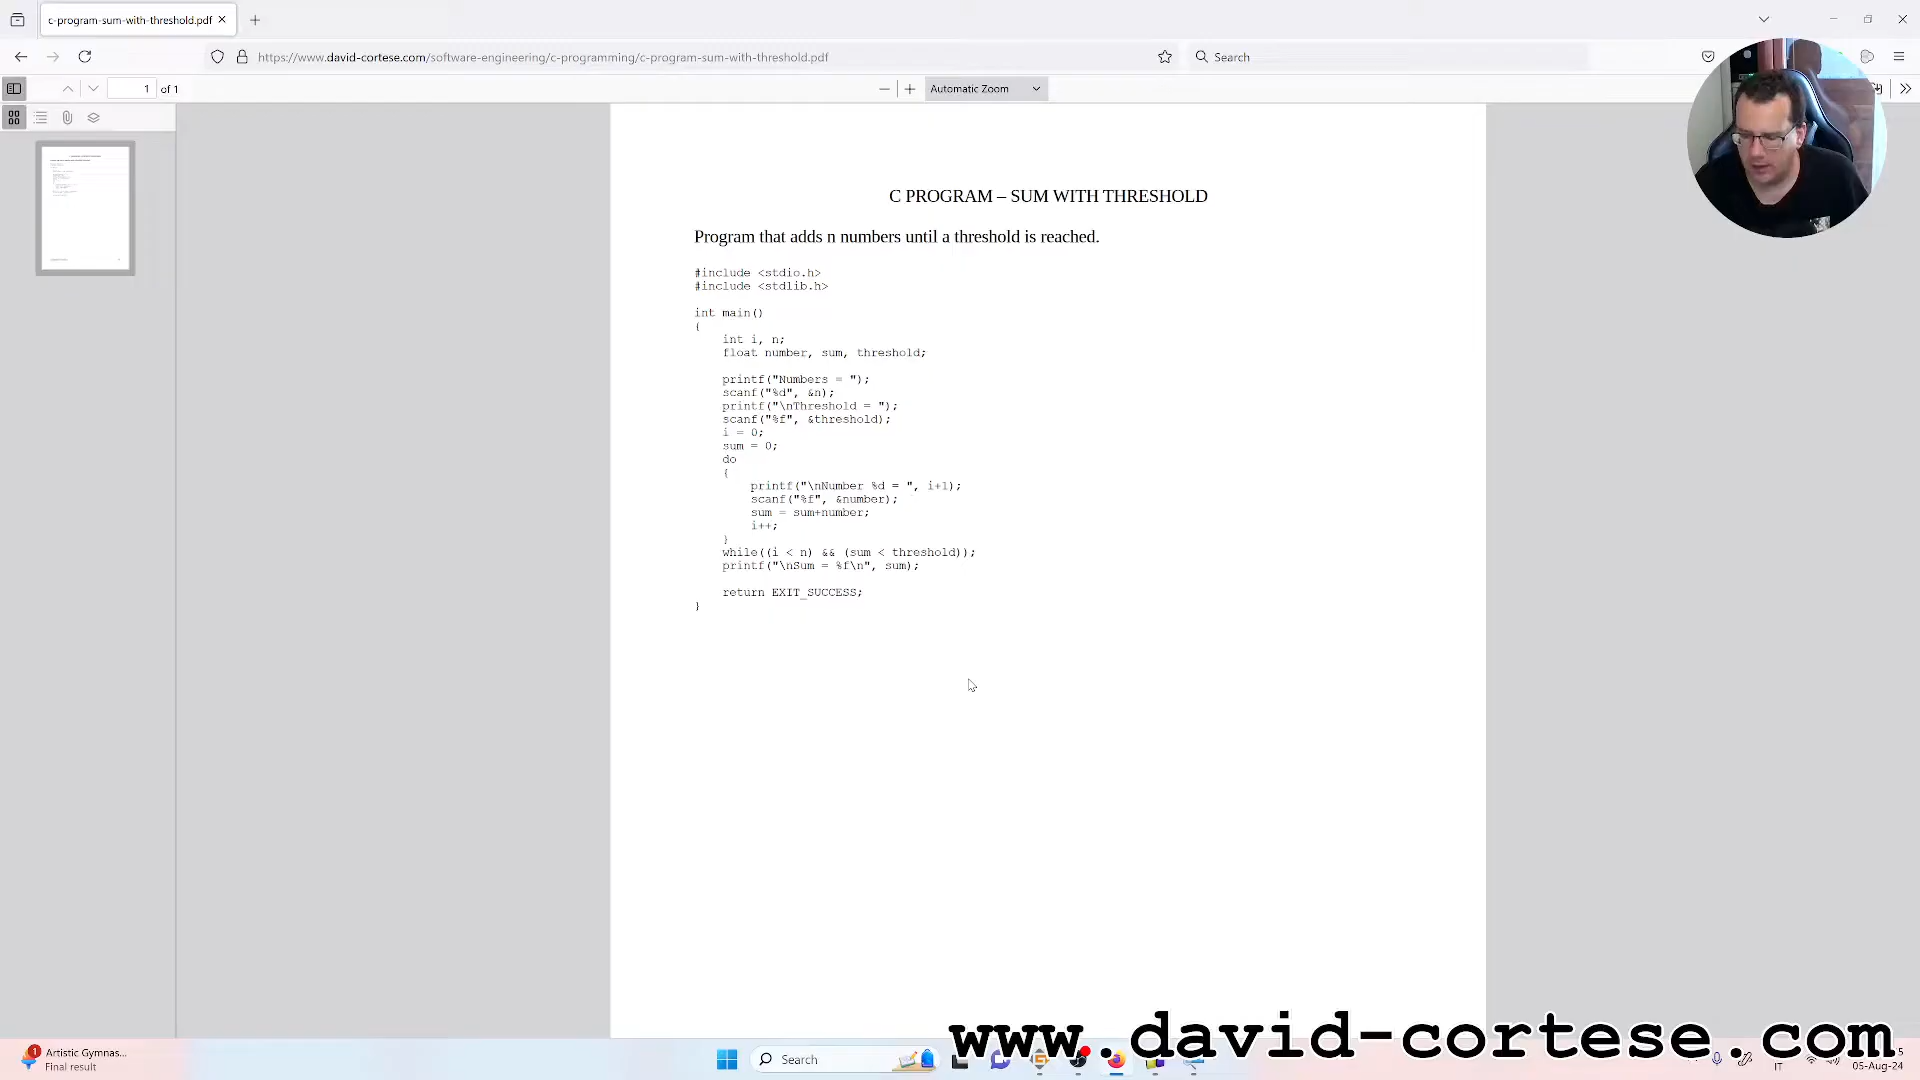 c-program-sum-with-threshold.pdf
https://www.david-cortese.com/software-engineering/c-programming/c-program-sum-with-threshold.pdf
Search
1 of 1
Automatic Zoom
C PROGRAM – SUM WITH THRESHOLD
Program that adds n numbers until a threshold is reached.
#include <stdio.h>
#include <stdlib.h>
int main()
{
int i, n;
float number, sum, threshold;
printf("Numbers = ");
scanf("%d", &n);
printf("\nThreshold = ");
scanf("%f", &threshold);
i = 0;
sum = 0;
do
{
printf("\nNumber %d = ", i+1);
scanf("%f", &number);
sum = sum+number;
i++;
}
while((i < n) && (sum < threshold));
printf("\nSum = %f\n", sum);
return EXIT_SUCCESS;
}
www.david-cortese.com
1
Artistic Gymnas...
Final result
Search
IT
05-Aug-24